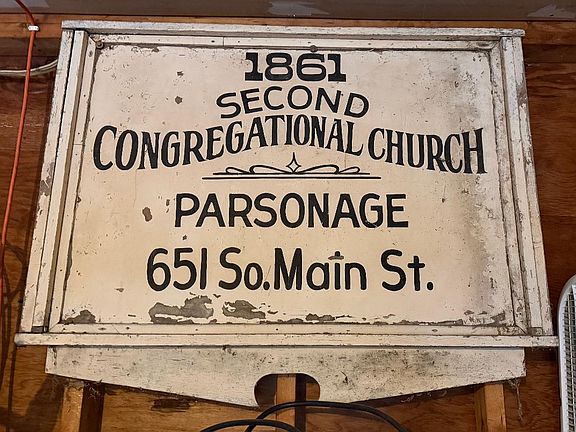 1861
SECOND
CONGREGATIONAL CHURCH
PARSONAGE
651 So. Main St.